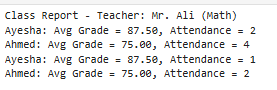 Class Report - Teacher: Mr. Ali (Math)
Ayesha: Avg Grade = 87.50, Attendance = 2
Ahmed: Avg Grade = 75.00, Attendance = 4
Ayesha: Avg Grade = 87.50, Attendance = 1
Ahmed: Avg Grade = 75.00, Attendance = 2